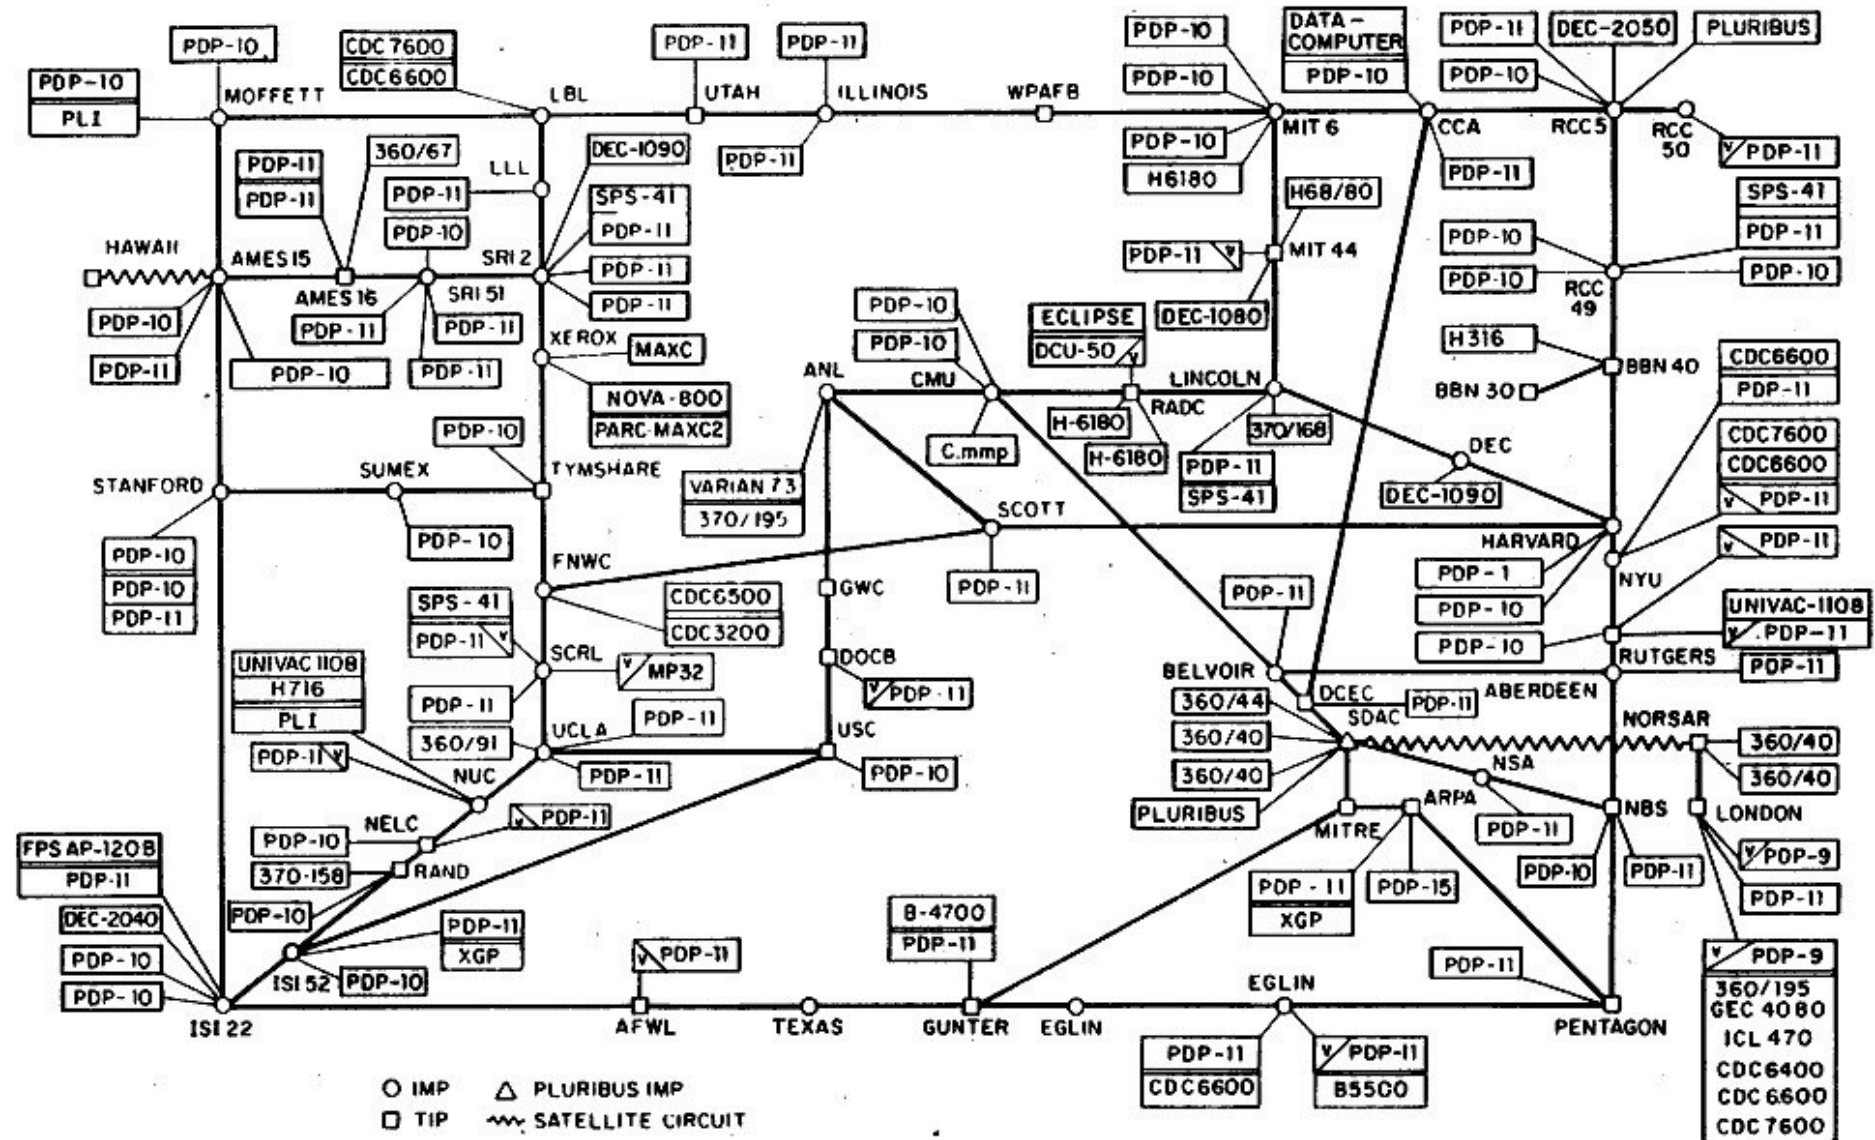 PDP-10
CDC 7600
CDC6600
PDP-11
PDP-11
PDP-10
PDP-10
PDP-10
H6180
DATA-
COMPUTER
PDP-10
PDP-11
PDP-10
DEC-2050
PLURIBUS
PDP-10
PLI
MOFFETT
LBL
UTAH
ILLINOIS
WPAFB
MIT 6
CCA
RCC5
RCC
50
V PDP-11
PDP-11
PDP-11
PDP-11
360/67
LLL
PDP-11
DEC-1090
PDP-11
SPS-41
PDP-11
PDP-11
PDP-11
PDP-10
H68/80
PDP-11 V
MIT 44
DEC-1080
SPS-41
PDP-11
PDP-10
PDP-10
PDP-10
RCC
49
HAWAII
AMES15
AMES16
SRI 51
SRI 2
PDP-10
PDP-11
PDP-10
PDP-11
PDP-11
PDP-11
XEROX
MAXC
NOVA-800
PARC-MAXC2
PDP-10
PDP-10
ECLIPSE
DCU-50 V
H316
BBN 40
BBN 30
CDC6600
PDP-11
ANL
CMU
RADC
LINCOLN
H-6180
H-6180
370/168
C.mmp
PDP-11
SPS-41
DEC
DEC-1090
CDC7600
CDC6600
V PDP-11
V PDP-11
STANFORD
SUMEX
TYMSHARE
PDP-10
PDP-10
PDP-10
PDP-10
PDP-11
VARIAN 73
370/195
SCOTT
PDP-11
HARVARD
PDP-1
PDP-10
NYU
FNWC
CDC6500
CDC3200
GWC
PDP-11
PDP-10
UNIVAC-1108
V PDP-11
RUTGERS
PDP-11
SPS-41
PDP-11 V
SCRL
V MP32
PDP-11
DOCB
V PDP-11
BELVOIR
ABERDEEN
DCEC
PDP-11
SDAC
NORSAR
360/44
360/40
360/40
PLURIBUS
360/40
360/40
UNIVAC 1108
H716
PLI
PDP-11 V
UCLA
PDP-11
360/91
PDP-11
USC
PDP-10
NUC
NELC
V PDP-11
PDP-10
RAND
370-158
PDP-10
NSA
PDP-11
MITRE
ARPA
NBS
LONDON
PDP-10
PDP-11
V PDP-9
PDP-11
PDP-11
XGP
PDP-15
FPS AP-120B
PDP-11
DEC-2040
PDP-10
PDP-10
PDP-11
XGP
ISI 52
PDP-10
V PDP-11
B-4700
PDP-11
PDP-11
V PDP-9
360/195
GEC 4080
ICL 470
CDC6400
CDC6600
CDC7600
ISI 22
AFWL
TEXAS
GUNTER
EGLIN
EGLIN
PENTAGON
PDP-11
CDC6600
V PDP-11
B5500
IMP
PLURIBUS IMP
TIP
SATELLITE CIRCUIT